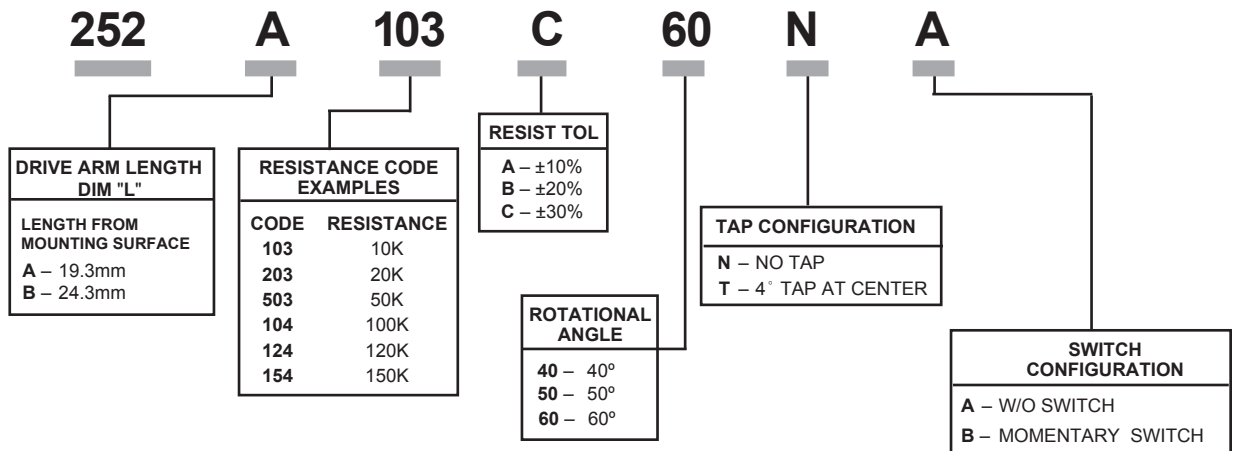 252 A 103 C 60 N A
DRIVE ARM LENGTH
DIM "L"
LENGTH FROM
MOUNTING SURFACE
A – 19.3mm
B – 24.3mm
RESISTANCE CODE
EXAMPLES
CODE RESISTANCE
103 10K
203 20K
503 50K
104 100K
124 120K
154 150K
RESIST TOL
A – ±10%
B – ±20%
C – ±30%
ROTATIONAL
ANGLE
40 – 40º
50 – 50º
60 – 60º
TAP CONFIGURATION
N – NO TAP
T – 4° TAP AT CENTER
SWITCH
CONFIGURATION
A – W/O SWITCH
B – MOMENTARY SWITCH